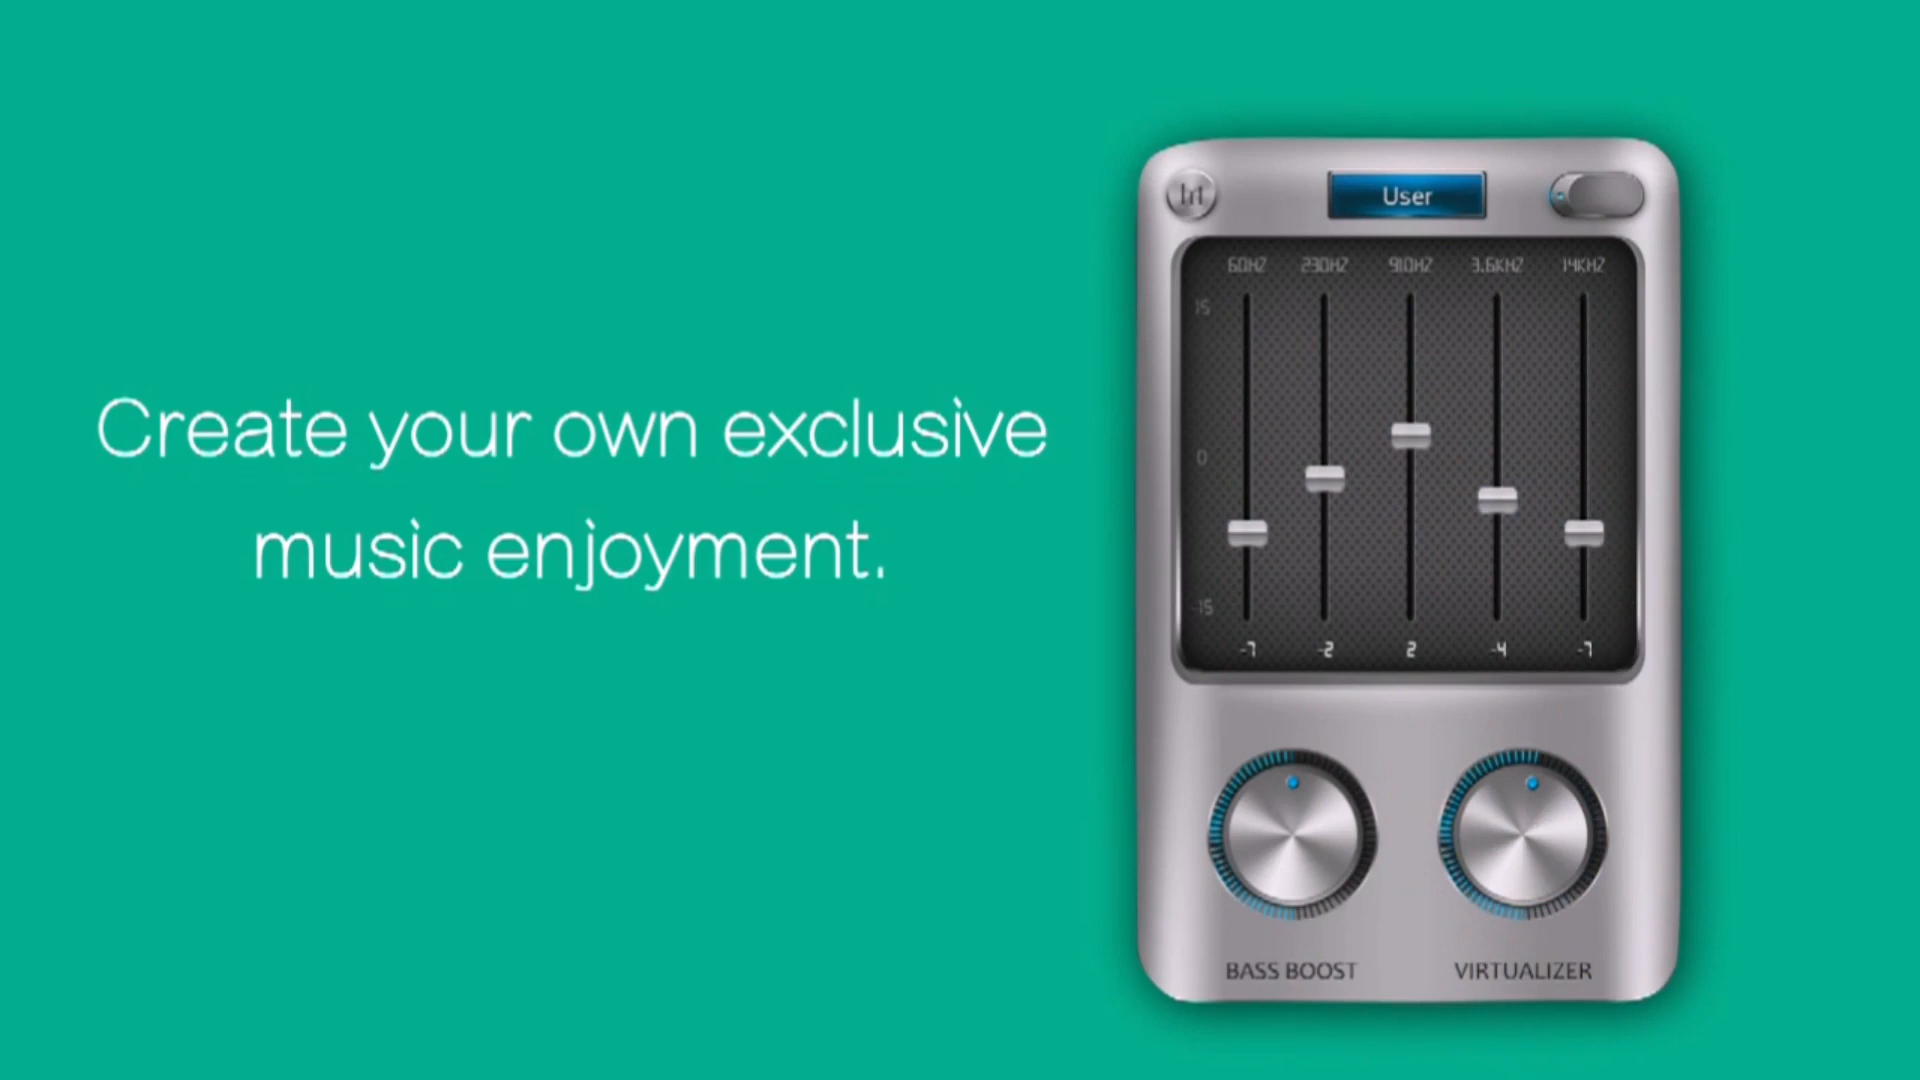 Create your own exclusive
music enjoyment.
User
60HZ 230HZ 910HZ 3.6KHZ 14KHZ
15
0
-15
-7 -2 2 -4 -7
BASS BOOST VIRTUALIZER